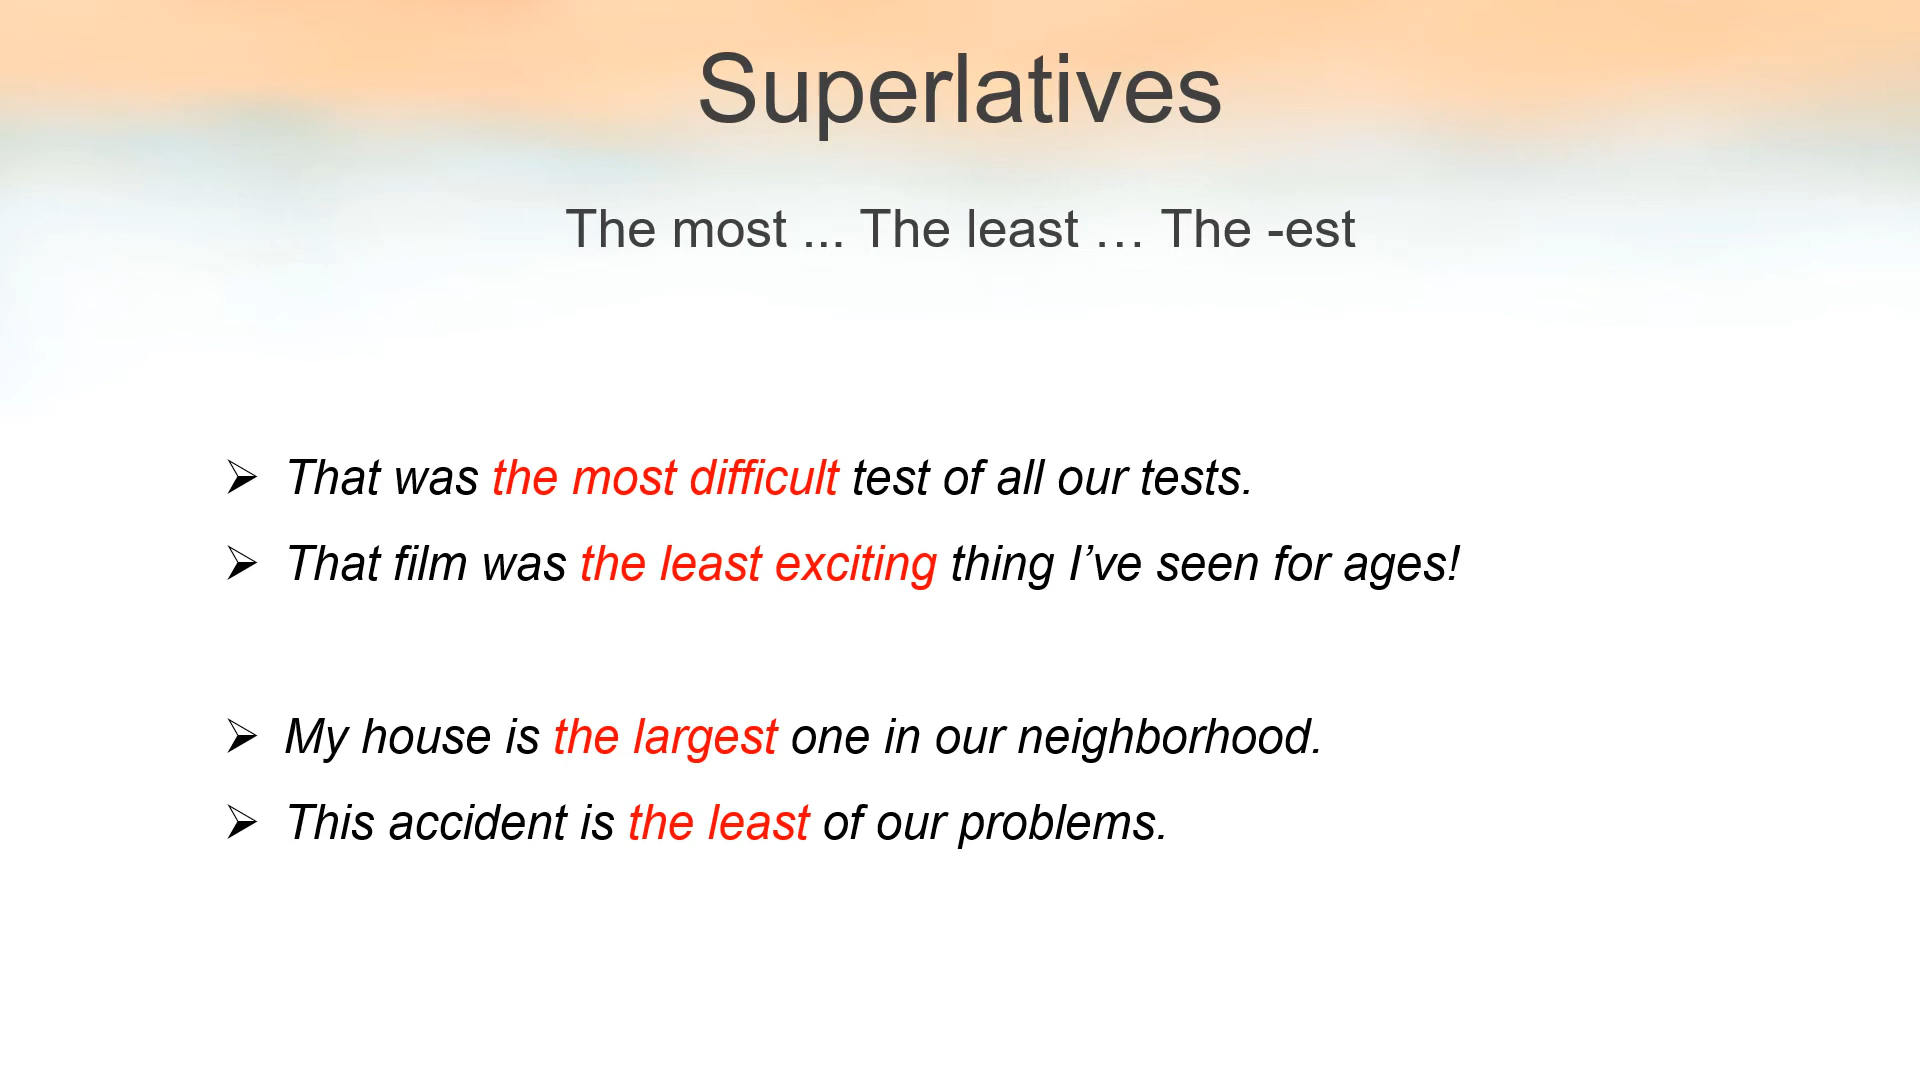 Superlatives
The most ... The least … The -est
➢ That was the most difficult test of all our tests.
➢ That film was the least exciting thing I’ve seen for ages!
➢ My house is the largest one in our neighborhood.
➢ This accident is the least of our problems.